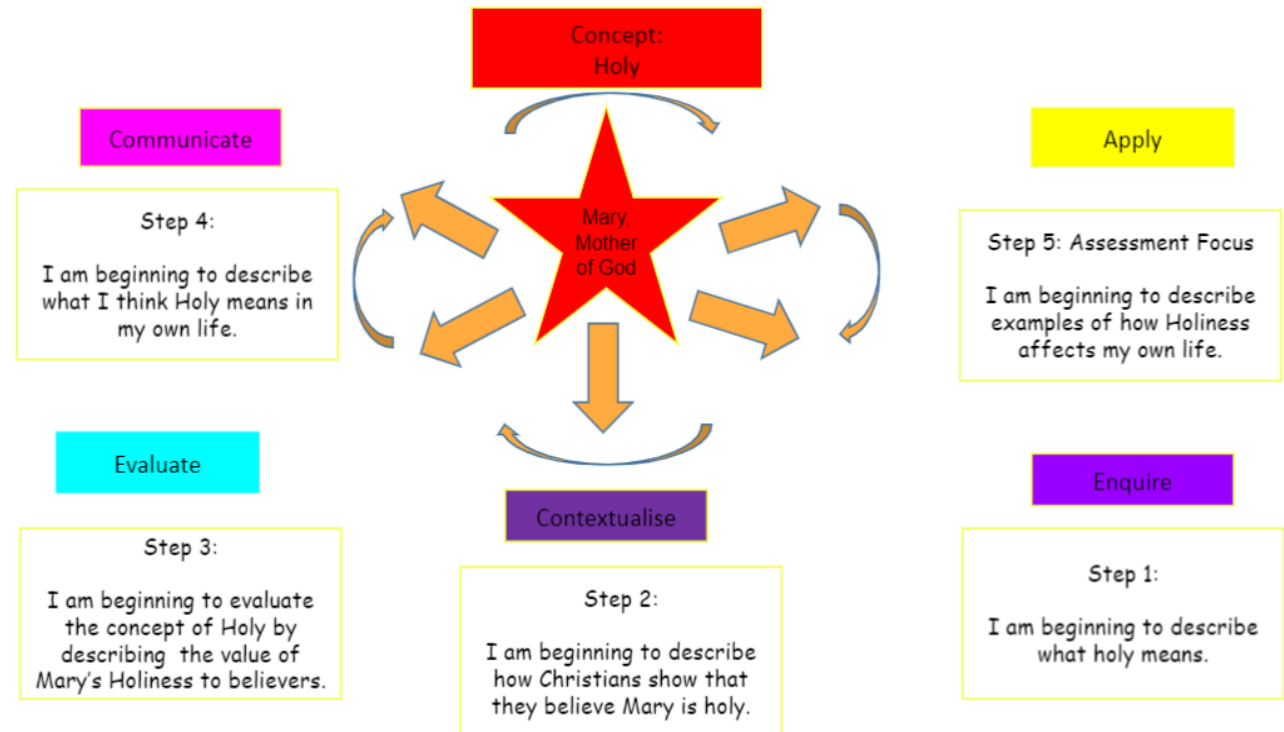 Concept:
Holy
Communicate
Apply
Step 4:
I am beginning to describe
what I think Holy means in
my own life.
Mary,
Mother
of God
Step 5: Assessment Focus
I am beginning to describe
examples of how Holiness
affects my own life.
Evaluate
Contextualise
Enquire
Step 3:
I am beginning to evaluate
the concept of Holy by
describing the value of
Mary's Holiness to believers.
Step 2:
I am beginning to describe
how Christians show that
they believe Mary is holy.
Step 1:
I am beginning to describe
what holy means.